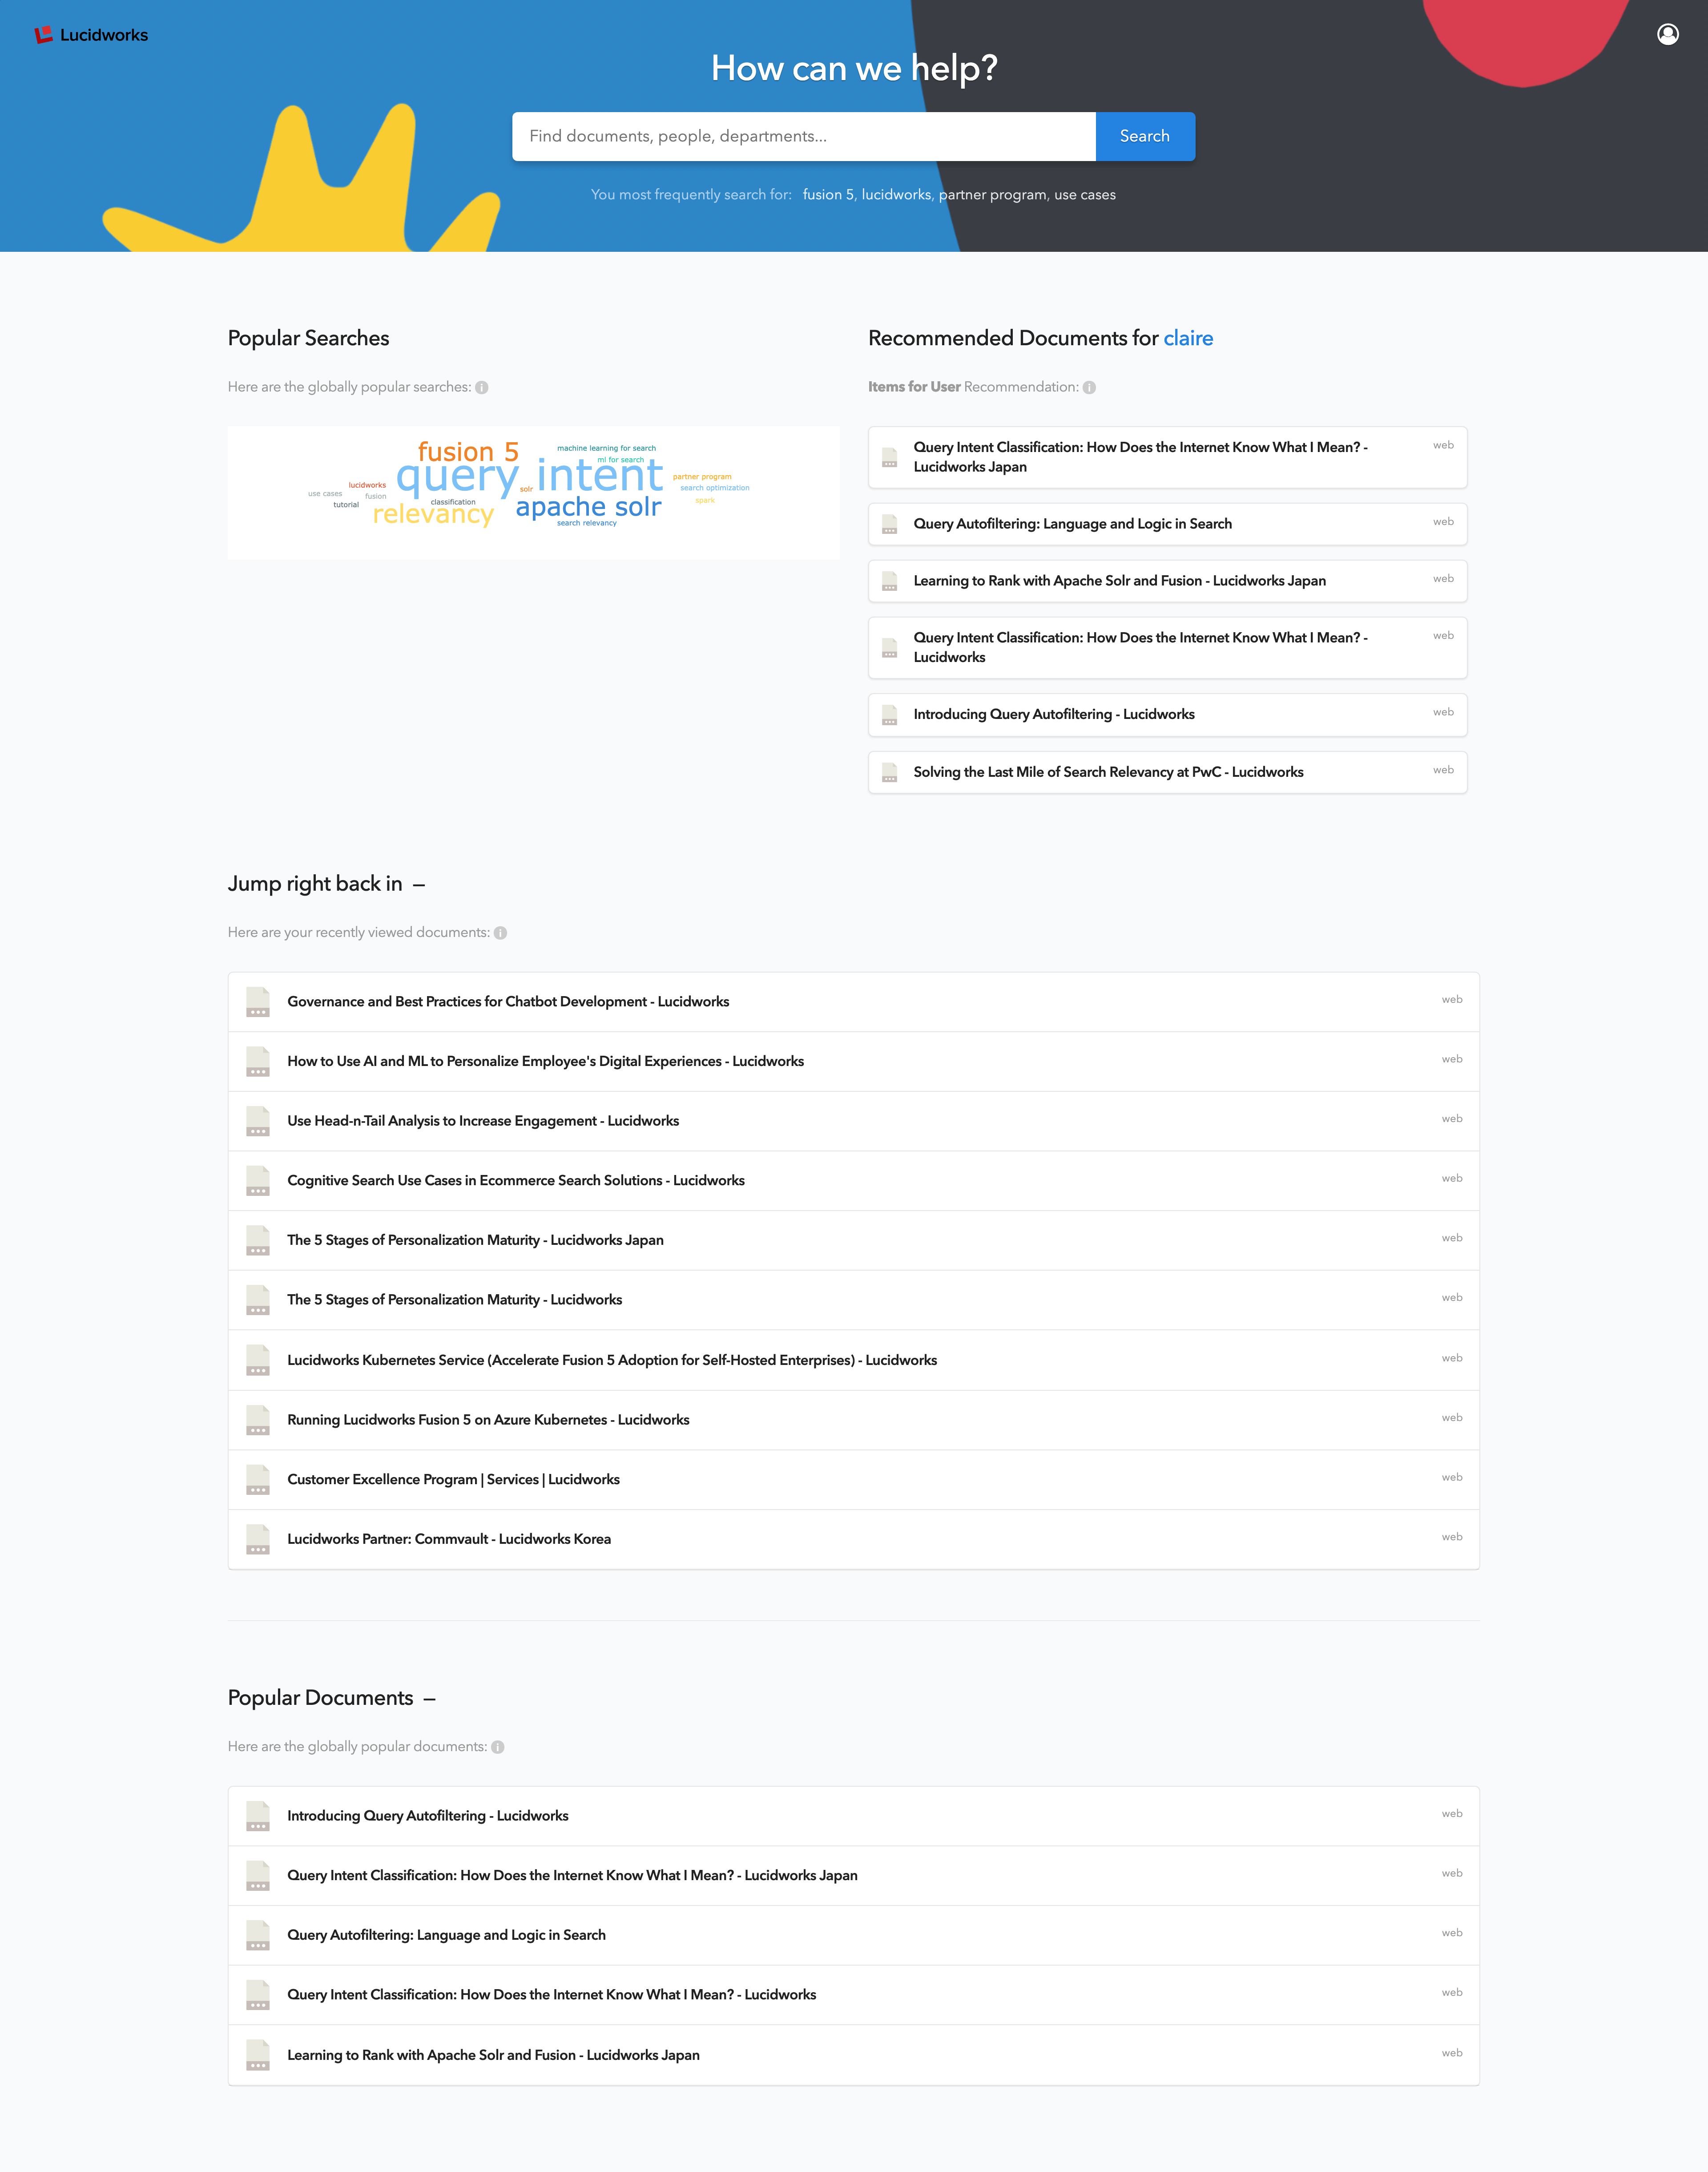 Lucidworks
How can we help?
Find documents, people, departments...
Search
You most frequently search for: fusion 5, lucidworks, partner program, use cases
Popular Searches
Here are the globally popular searches:
fusion 5
machine learning for search
ml for search
query intent
partner program
lucidworks
solr
search optimization
use cases
fusion
classification
spark
tutorial
relevancy
apache solr
search relevancy
Recommended Documents for claire
Items for User Recommendation:
Query Intent Classification: How Does the Internet Know What I Mean? -
Lucidworks Japan
web
Query Autofiltering: Language and Logic in Search
web
Learning to Rank with Apache Solr and Fusion - Lucidworks Japan
web
Query Intent Classification: How Does the Internet Know What I Mean? -
Lucidworks
web
Introducing Query Autofiltering - Lucidworks
web
Solving the Last Mile of Search Relevancy at PwC - Lucidworks
web
Jump right back in –
Here are your recently viewed documents:
Governance and Best Practices for Chatbot Development - Lucidworks
web
How to Use AI and ML to Personalize Employee's Digital Experiences - Lucidworks
web
Use Head-n-Tail Analysis to Increase Engagement - Lucidworks
web
Cognitive Search Use Cases in Ecommerce Search Solutions - Lucidworks
web
The 5 Stages of Personalization Maturity - Lucidworks Japan
web
The 5 Stages of Personalization Maturity - Lucidworks
web
Lucidworks Kubernetes Service (Accelerate Fusion 5 Adoption for Self-Hosted Enterprises) - Lucidworks
web
Running Lucidworks Fusion 5 on Azure Kubernetes - Lucidworks
web
Customer Excellence Program | Services | Lucidworks
web
Lucidworks Partner: Commvault - Lucidworks Korea
web
Popular Documents –
Here are the globally popular documents:
Introducing Query Autofiltering - Lucidworks
web
Query Intent Classification: How Does the Internet Know What I Mean? - Lucidworks Japan
web
Query Autofiltering: Language and Logic in Search
web
Query Intent Classification: How Does the Internet Know What I Mean? - Lucidworks
web
Learning to Rank with Apache Solr and Fusion - Lucidworks Japan
web